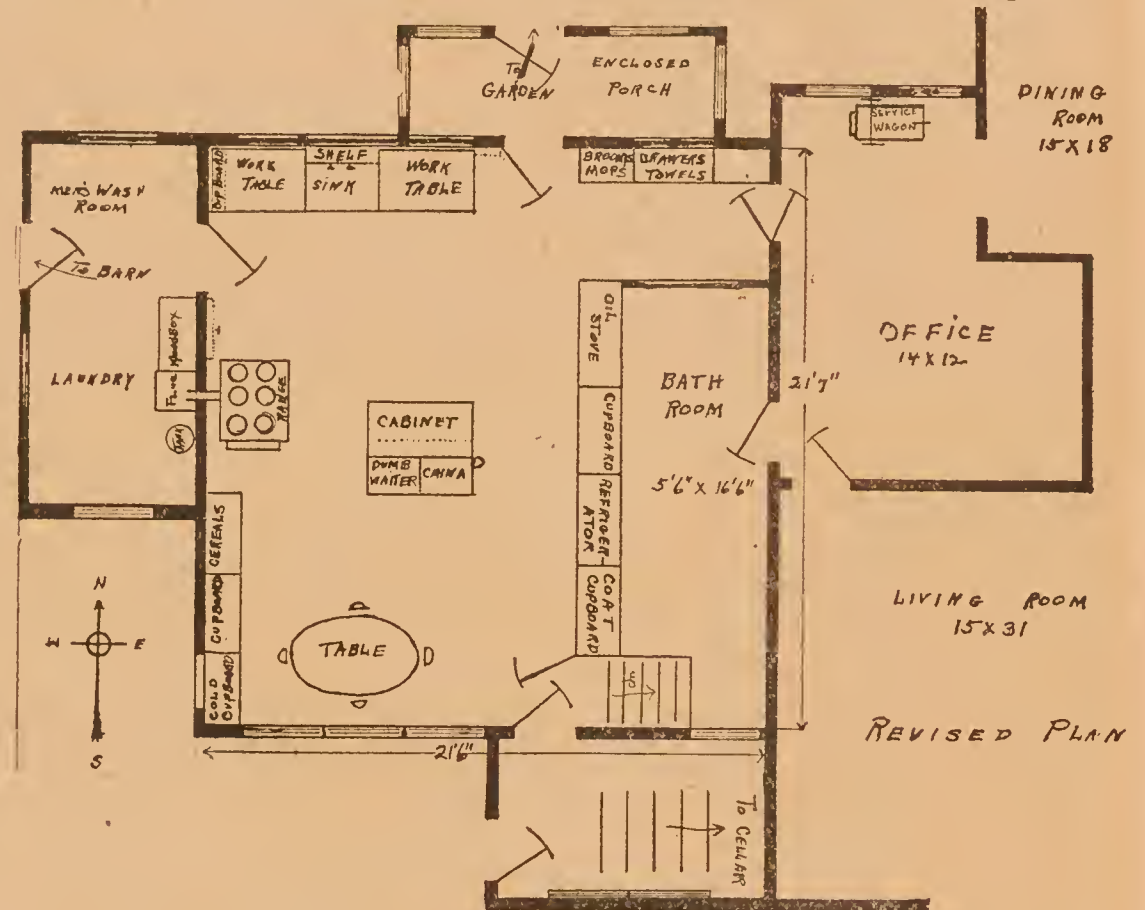 To
GARDEN
ENCLOSED
PORCH
DINING
ROOM
15 X 18
SERVICE
WAGON
MEN'S WASH
ROOM
TO BARN
CUPBOARD
WORK
TABLE
SHELF
SINK
WORK
TABLE
BROOMS
MOPS
DRAWERS
TOWELS
OFFICE
14 X 12
LAUNDRY
FLUE
TANK
RANGE
CABINET
DUMB
WAITER
CHINA
OIL
STOVE
CUPBOARD
REFRIGER-
ATOR
COAT
CUPBOARD
BATH
ROOM
5'6" X 16'6"
21'7"
CEREALS
CUPBOARD
COLD
CUPBOARD
TABLE
N
E
S
LIVING ROOM
15 X 31
REVISED PLAN
21'6"
To CELLAR